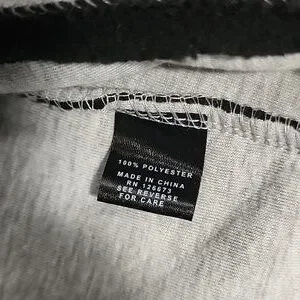 100% POLYESTER
MADE IN CHINA
RN 126673
SEE REVERSE
FOR CARE